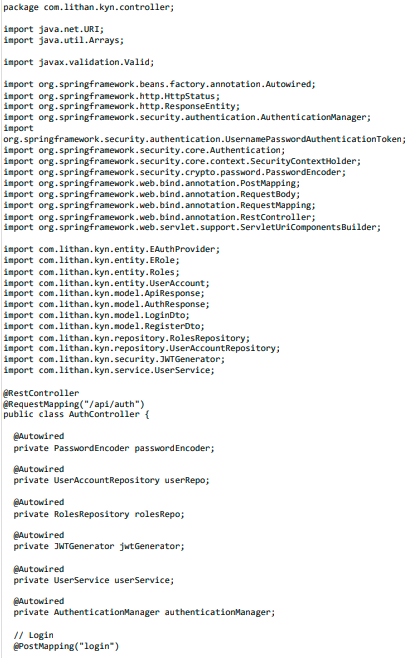 package com.lithan.kyn.controller;
import java.net.URI;
import java.util.Arrays;
import javax.validation.Valid;
import org.springframework.beans.factory.annotation.Autowired;
import org.springframework.http.HttpStatus;
import org.springframework.http.ResponseEntity;
import org.springframework.security.authentication.AuthenticationManager;
import
org.springframework.security.authentication.UsernamePasswordAuthenticationToken;
import org.springframework.security.core.Authentication;
import org.springframework.security.core.context.SecurityContextHolder;
import org.springframework.security.crypto.password.PasswordEncoder;
import org.springframework.web.bind.annotation.PostMapping;
import org.springframework.web.bind.annotation.RequestBody;
import org.springframework.web.bind.annotation.RequestMapping;
import org.springframework.web.bind.annotation.RestController;
import org.springframework.web.servlet.support.ServletUriComponentsBuilder;
import com.lithan.kyn.entity.EAuthProvider;
import com.lithan.kyn.entity.ERole;
import com.lithan.kyn.entity.Roles;
import com.lithan.kyn.entity.UserAccount;
import com.lithan.kyn.model.ApiResponse;
import com.lithan.kyn.model.AuthResponse;
import com.lithan.kyn.model.LoginDto;
import com.lithan.kyn.model.RegisterDto;
import com.lithan.kyn.repository.RolesRepository;
import com.lithan.kyn.repository.UserAccountRepository;
import com.lithan.kyn.security.JWTGenerator;
import com.lithan.kyn.service.UserService;
@RestController
@RequestMapping("/api/auth")
public class AuthController {
@Autowired
private PasswordEncoder passwordEncoder;
@Autowired
private UserAccountRepository userRepo;
@Autowired
private RolesRepository rolesRepo;
@Autowired
private JWTGenerator jwtGenerator;
@Autowired
private UserService userService;
@Autowired
private AuthenticationManager authenticationManager;
// Login
@PostMapping("login")